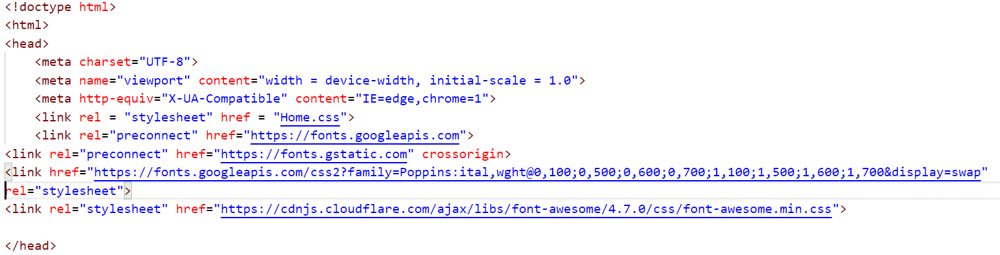 <!doctype html>
<html>
<head>
    <meta charset="UTF-8">
    <meta name="viewport" content="width = device-width, initial-scale = 1.0">
    <meta http-equiv="X-UA-Compatible" content="IE=edge,chrome=1">
    <link rel = "stylesheet" href = "Home.css">
    <link rel="preconnect" href="https://fonts.googleapis.com">
<link rel="preconnect" href="https://fonts.gstatic.com" crossorigin>
<link href="https://fonts.googleapis.com/css2?family=Poppins:ital,wght@0,100;0,500;0,600;0,700;1,100;1,500;1,600;1,700&display=swap"
rel="stylesheet">
<link rel="stylesheet" href="https://cdnjs.cloudflare.com/ajax/libs/font-awesome/4.7.0/css/font-awesome.min.css">

</head>